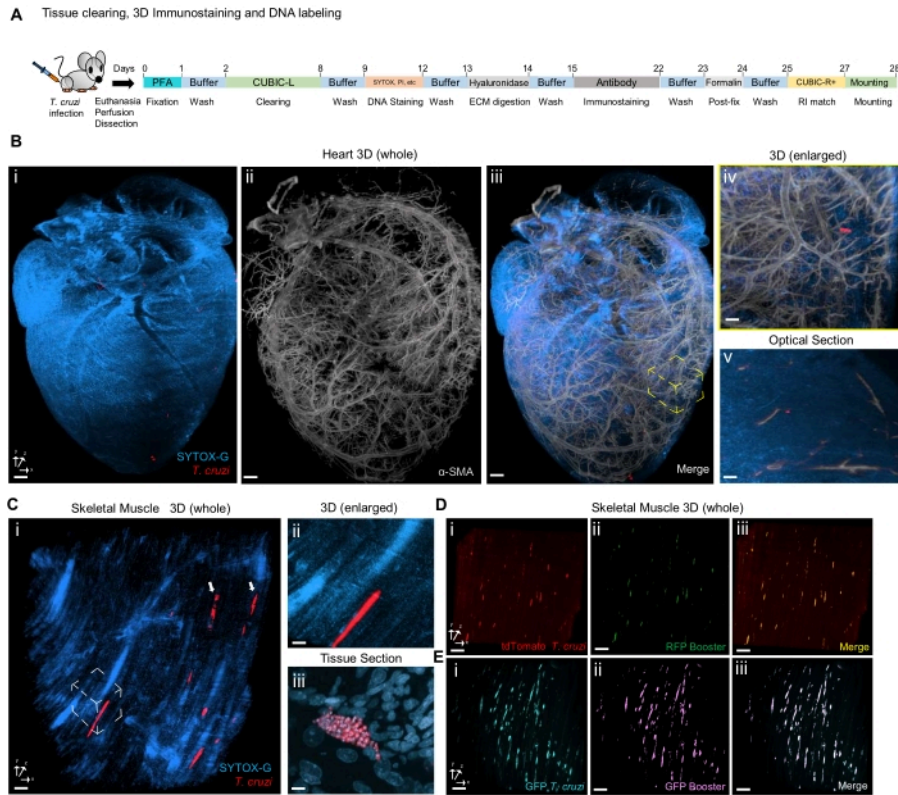 A Tissue clearing, 3D Immunostaining and DNA labeling
Days 0 1 2 8 9 12 13 14 15 22 23 24 25 27 28
PFA Buffer CUBIC-L Buffer SYTOX, PI, etc Buffer Hyaluronidase Buffer Antibody Buffer Formalin Buffer CUBIC-R+ Mounting
Fixation Wash Clearing Wash DNA Staining Wash ECM digestion Wash Immunostaining Wash Post-fix Wash RI match Mounting
T. cruzi
infection
Euthanasia
Perfusion
Dissection
B
Heart 3D (whole)
3D (enlarged)
i ii iii iv
Optical Section
v
SYTOX-G
T. cruzi
α-SMA
Merge
C Skeletal Muscle 3D (whole)
3D (enlarged)
i ii
Tissue Section
iii
SYTOX-G
T. cruzi
D Skeletal Muscle 3D (whole)
i ii iii
tdTomato T. cruzi
RFP Booster
Merge
E
i ii iii
GFP T. cruzi
GFP Booster
Merge